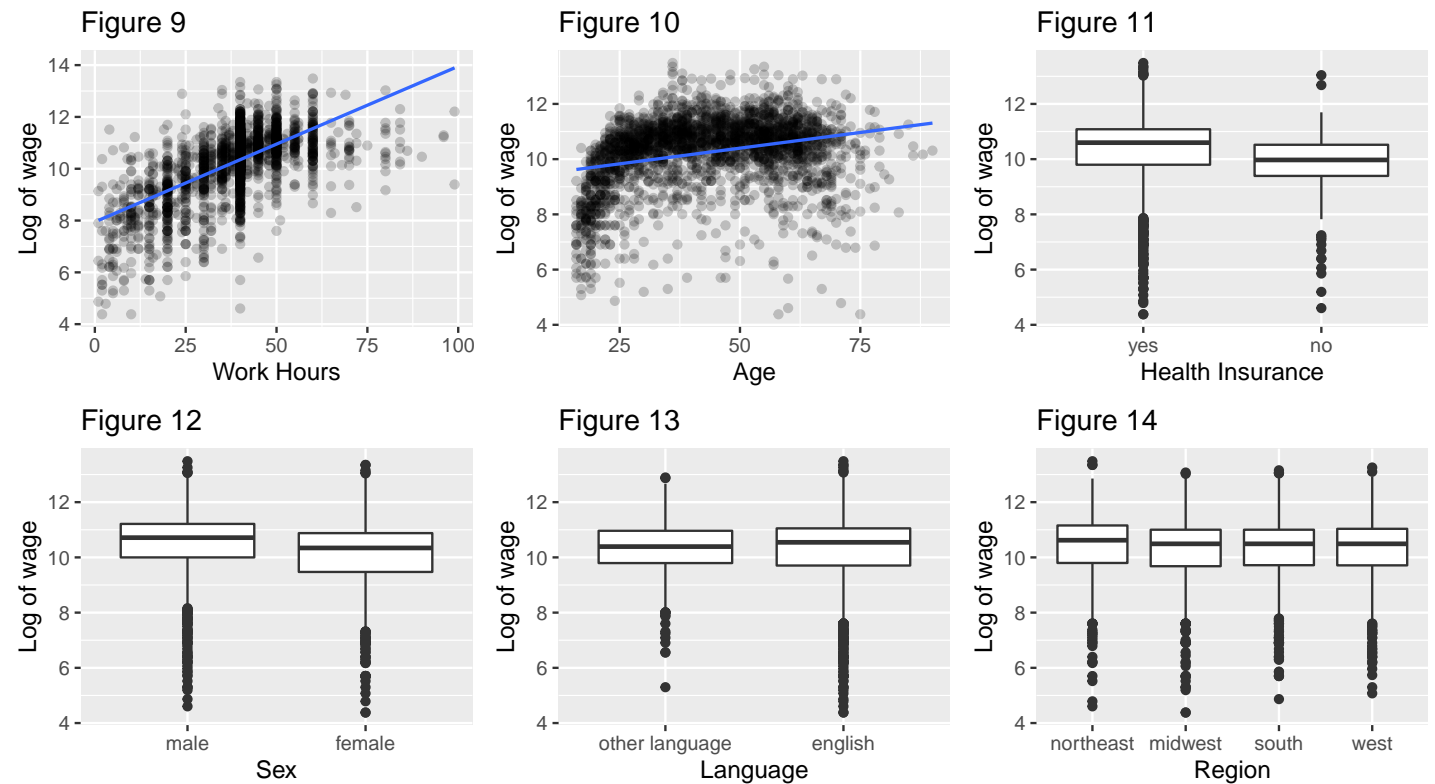 Figure 9
Log of wage
14
12
10
8
6
4
0 25 50 75 100
Work Hours
Figure 10
Log of wage
12
10
8
6
4
25 50 75
Age
Figure 11
Log of wage
12
10
8
6
4
yes no
Health Insurance
Figure 12
Log of wage
12
10
8
6
4
male female
Sex
Figure 13
Log of wage
12
10
8
6
4
other language english
Language
Figure 14
Log of wage
12
10
8
6
4
northeast midwest south west
Region